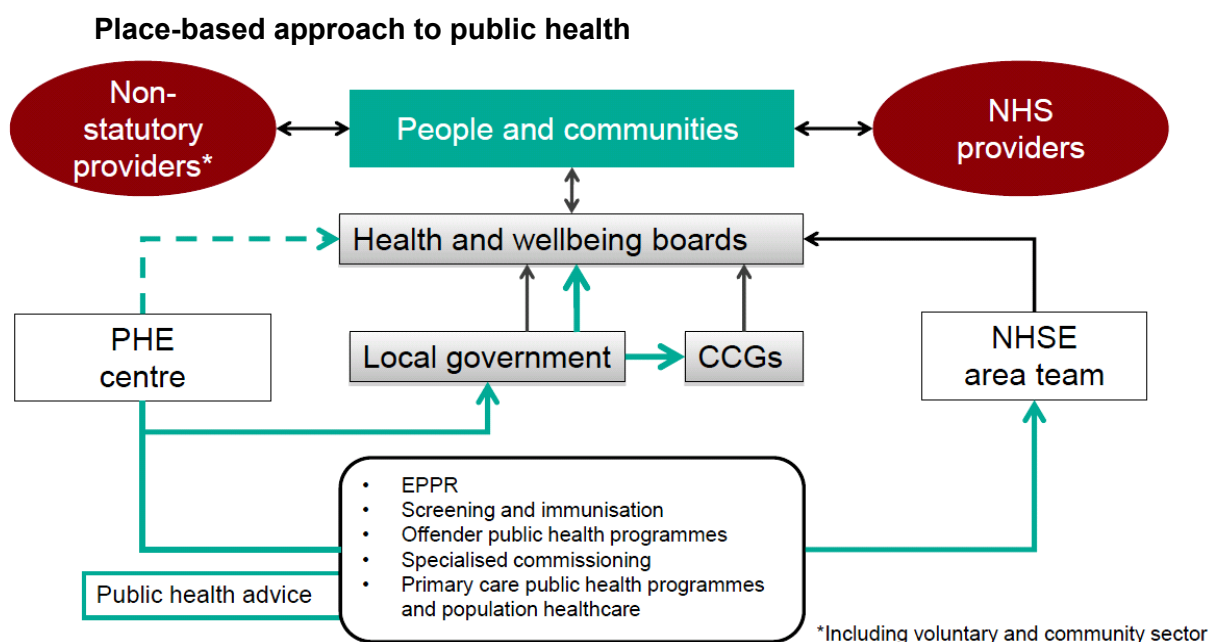 Place-based approach to public health
Non-
statutory
providers*
People and communities
NHS
providers
Health and wellbeing boards
PHE
centre
Local government
CCGs
NHSE
area team
• EPPR
• Screening and immunisation
• Offender public health programmes
• Specialised commissioning
• Primary care public health programmes
and population healthcare
Public health advice
*Including voluntary and community sector